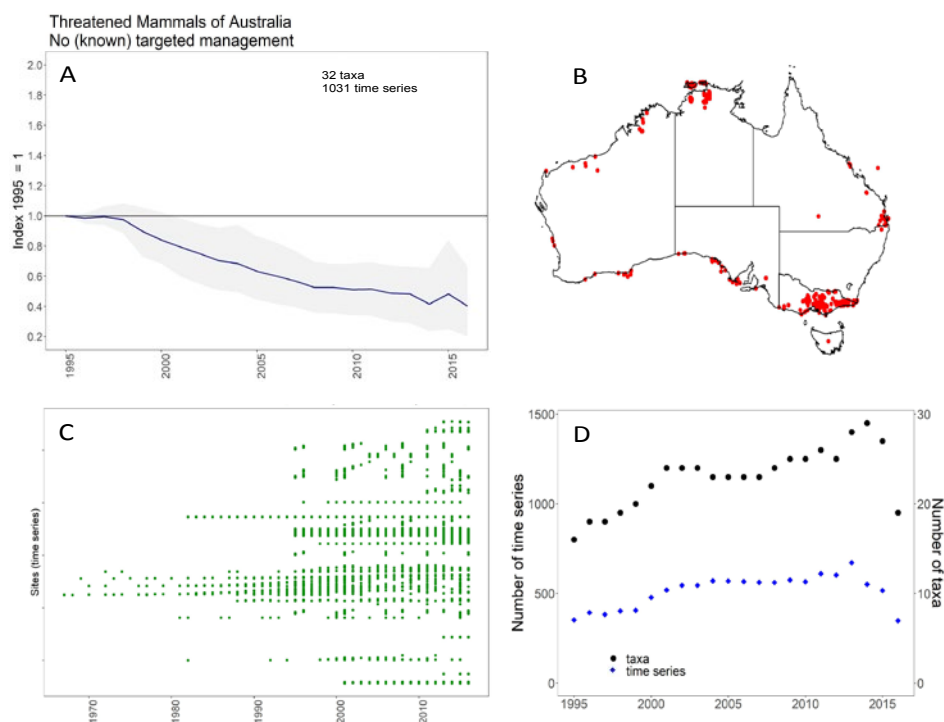 Threatened Mammals of Australia
No (known) targeted management
A
32 taxa
1031 time series
Index 1995 = 1
2.0
1.8
1.6
1.4
1.2
1.0
0.8
0.6
0.4
0.2
1995
2000
2005
2010
2015
B
C
Sites (time series)
1970
1980
1990
2000
2010
D
Number of time series
1500
1000
500
0
Number of taxa
30
20
10
0
taxa
time series
1995
2000
2005
2010
2015